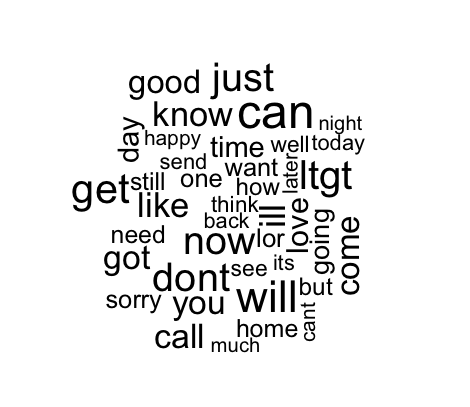 good just
know can
day
happy
night
time well today
send
want
later
ltgt
get still one how
like think
ill
love
back
going
come
need now lor
got
see its
dont
sorry you will but
cant
call home
much